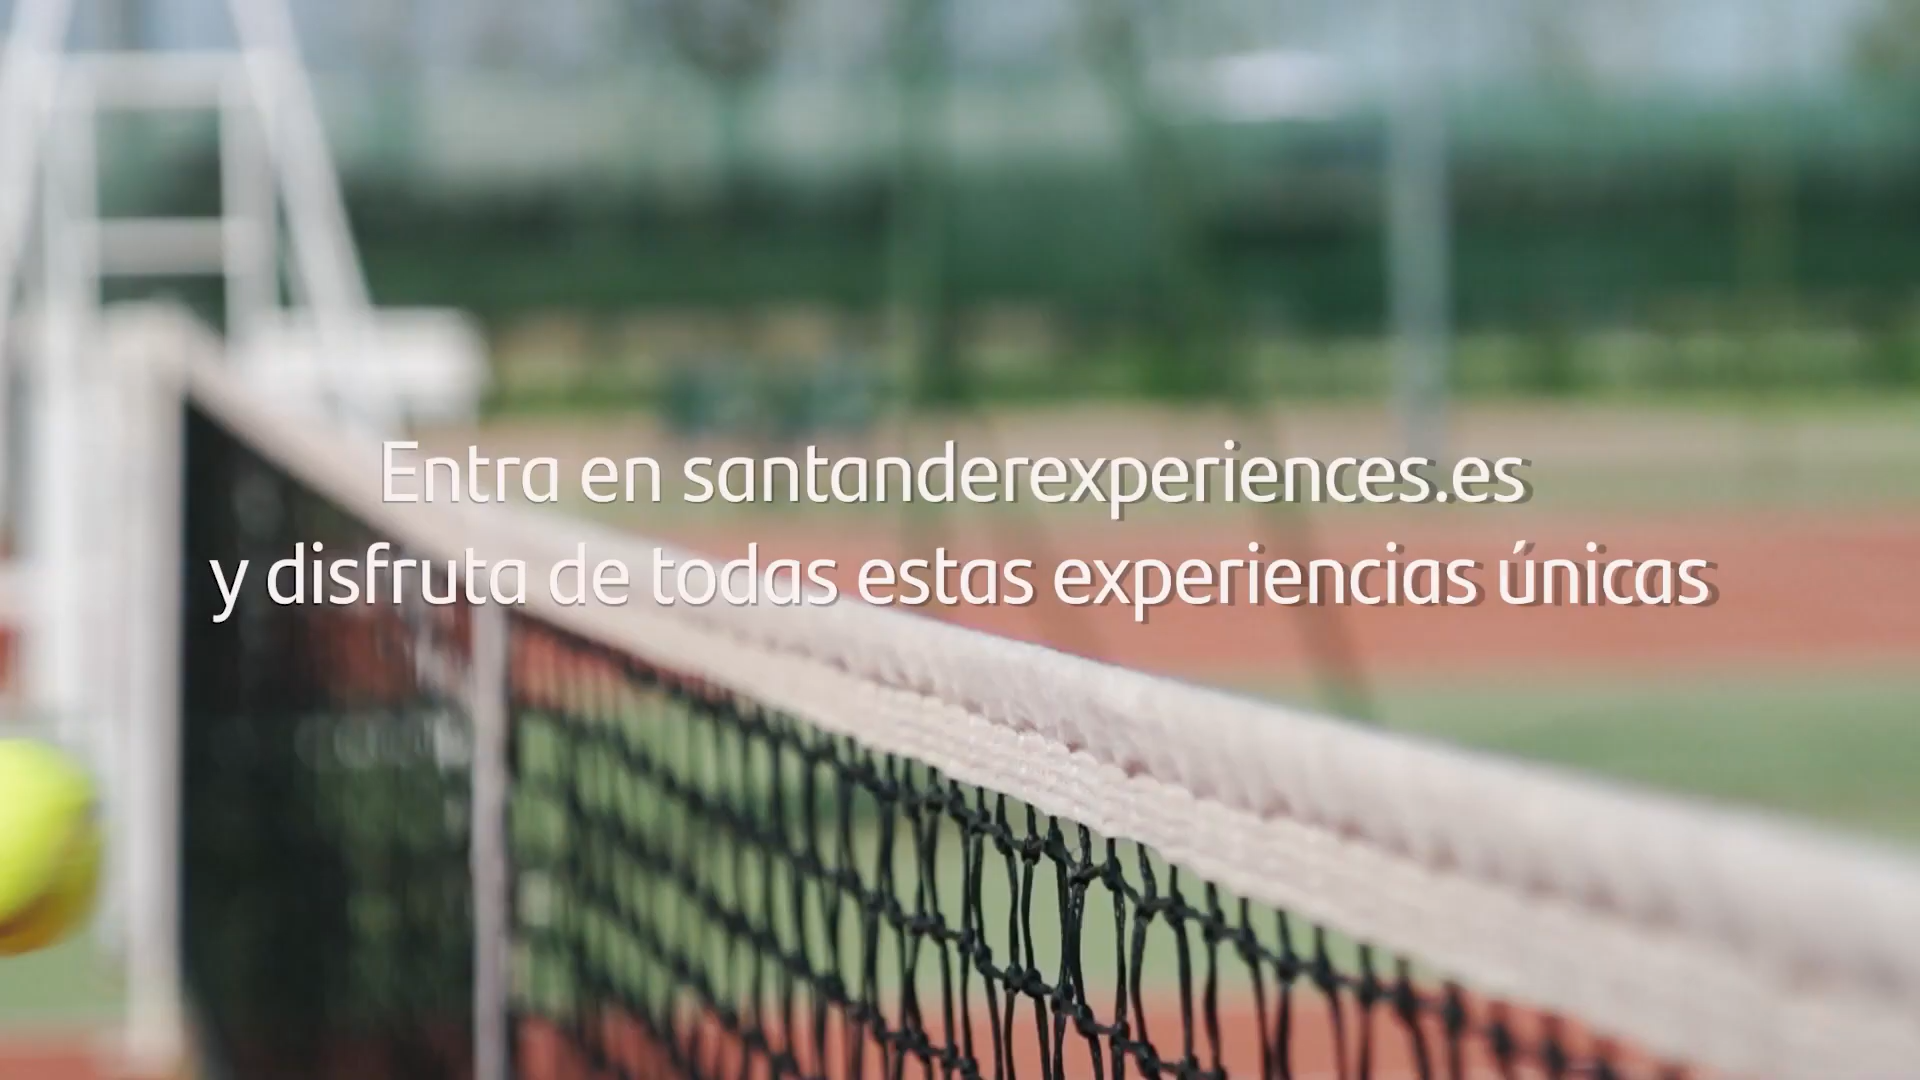 Entra en santanderexperiences.es
y disfruta de todas estas experiencias únicas